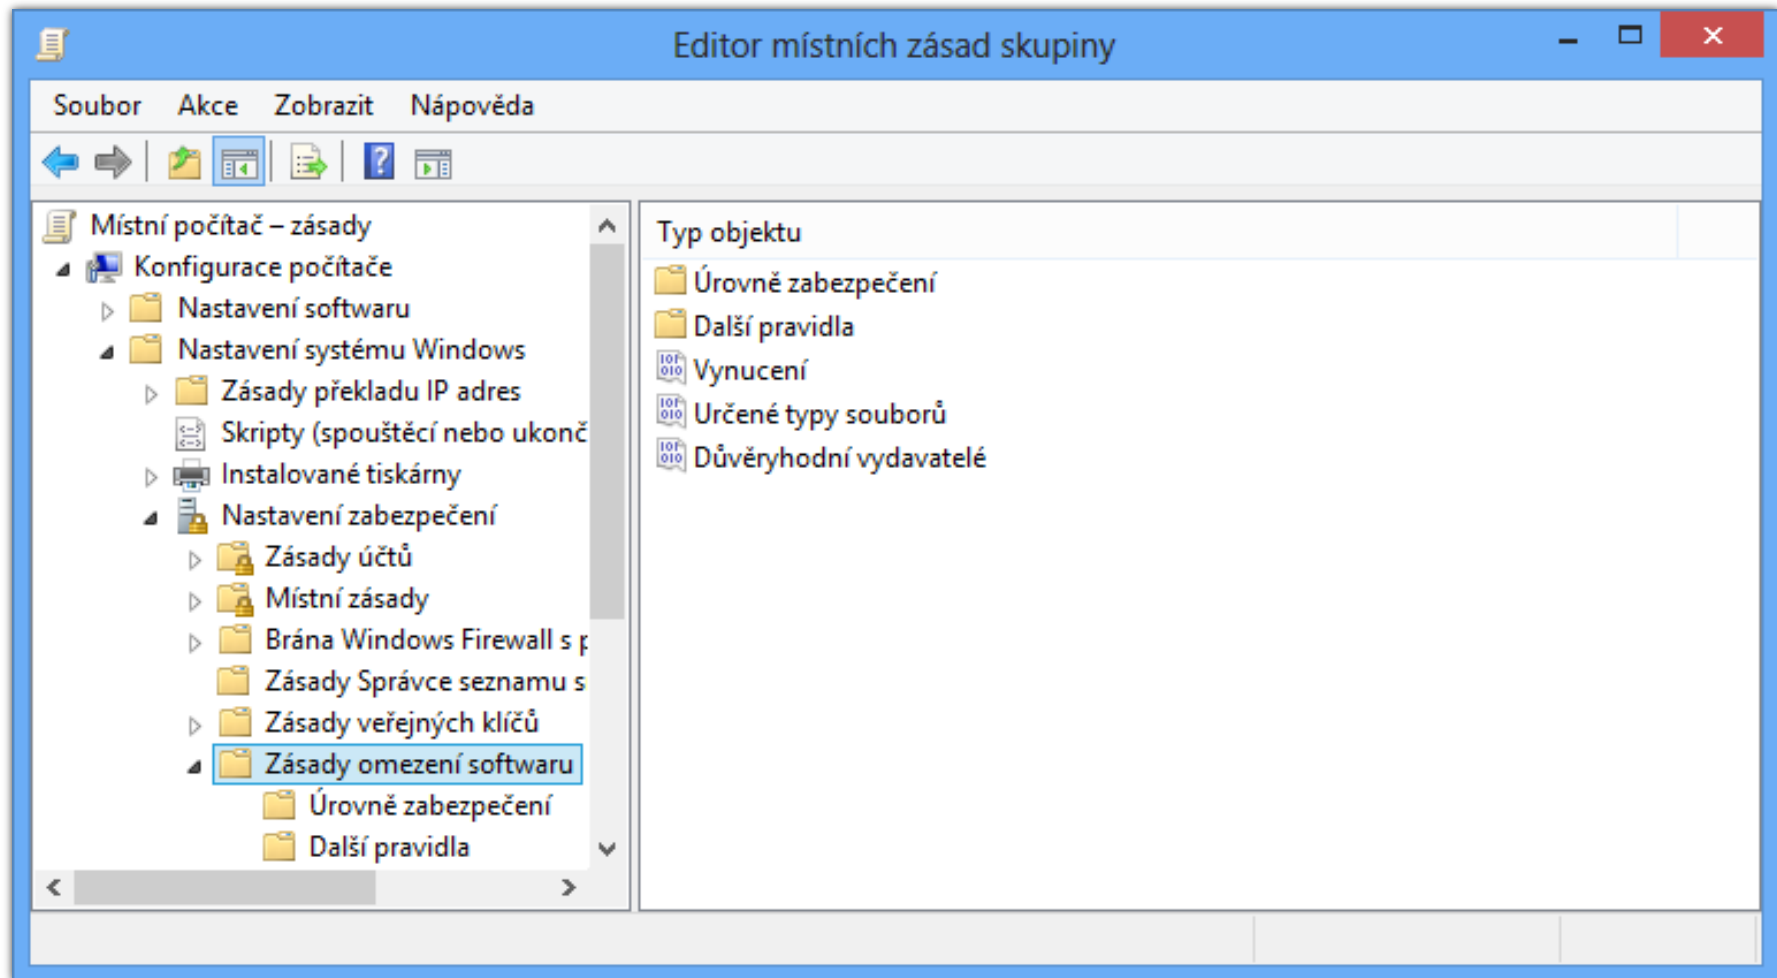 Editor místních zásad skupiny
Soubor Akce Zobrazit Nápověda
Místní počítač – zásady
Konfigurace počítače
Nastavení softwaru
Nastavení systému Windows
Zásady překladu IP adres
Skripty (spouštěcí nebo ukonč
Instalované tiskárny
Nastavení zabezpečení
Zásady účtů
Místní zásady
Brána Windows Firewall s p
Zásady Správce seznamu s
Zásady veřejných klíčů
Zásady omezení softwaru
Úrovně zabezpečení
Další pravidla
Typ objektu
Úrovně zabezpečení
Další pravidla
Vynucení
Určené typy souborů
Důvěryhodní vydavatelé